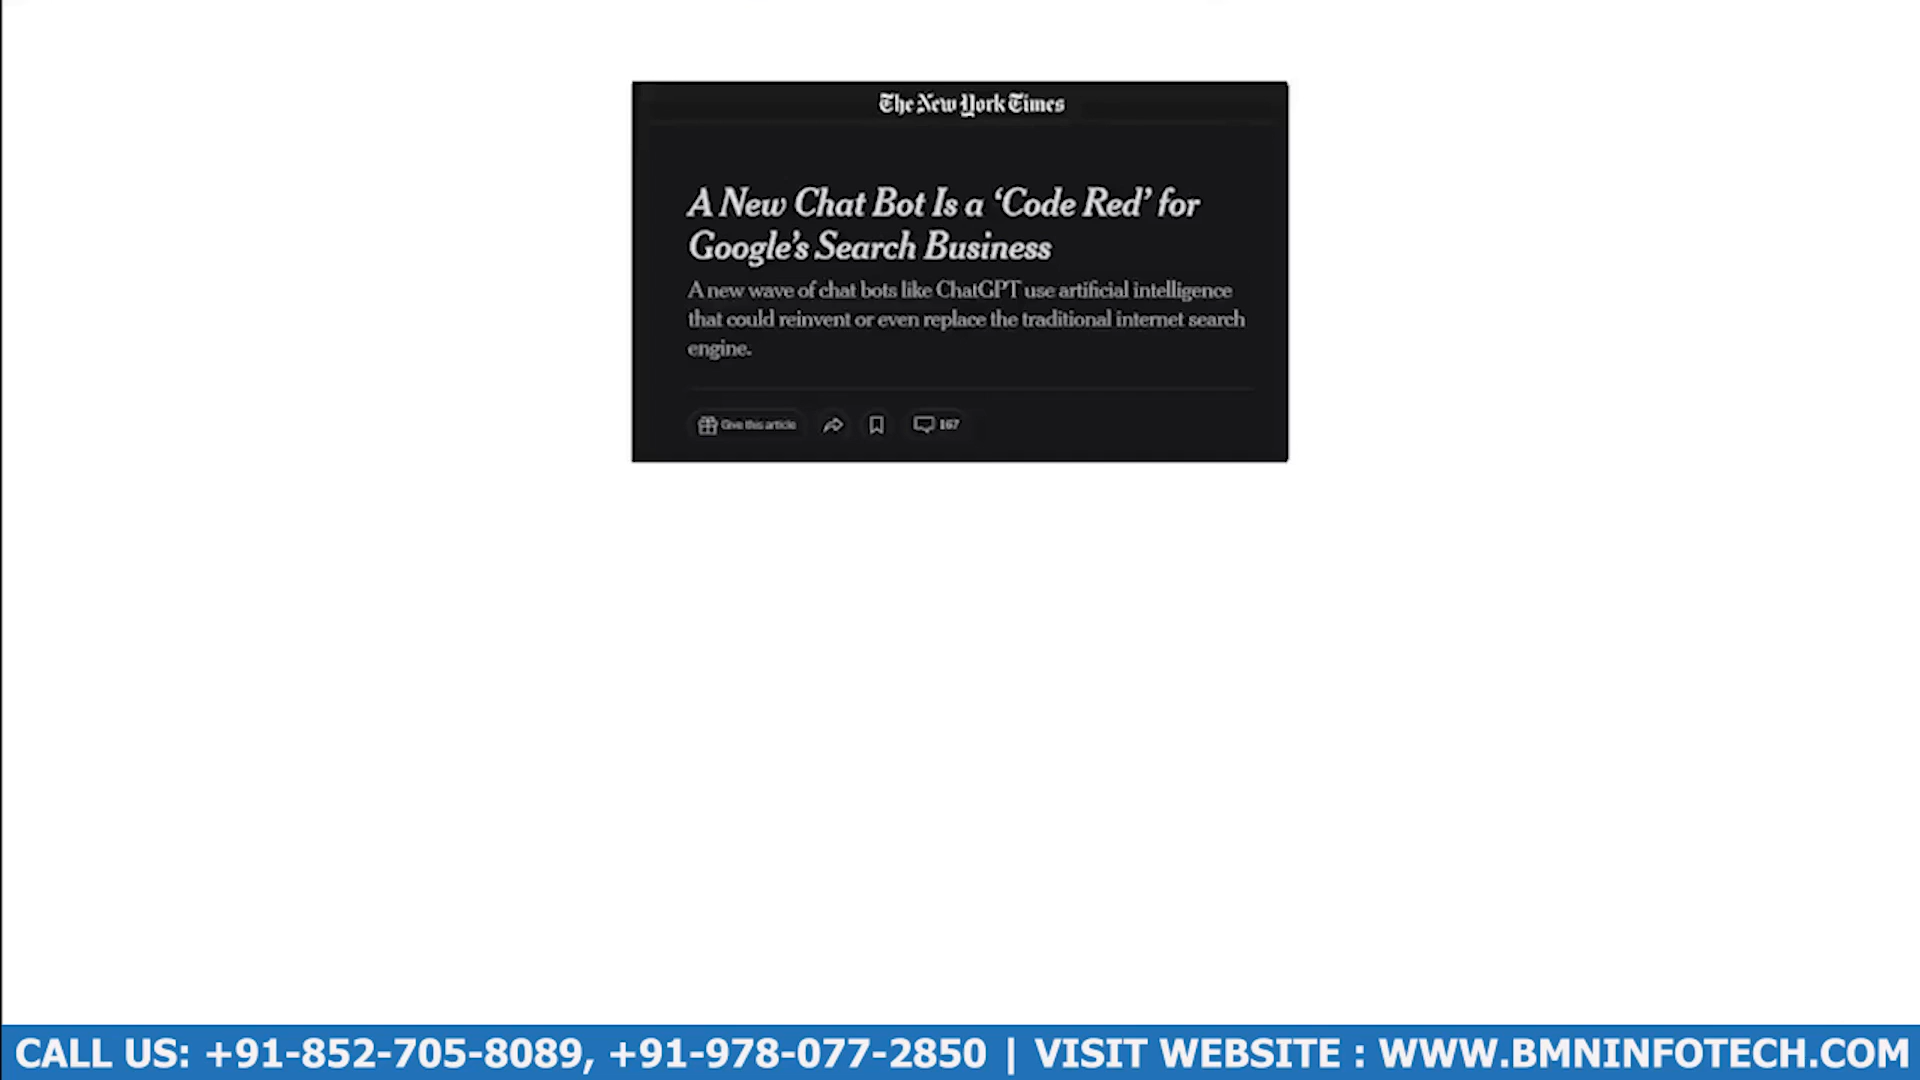 The New York Times
A New Chat Bot Is a ‘Code Red’ for
Google’s Search Business
A new wave of chat bots like ChatGPT use artificial intelligence
that could reinvent or even replace the traditional internet search
engine.
Give this article 167
CALL US: +91-852-705-8089, +91-978-077-2850 | VISIT WEBSITE : WWW.BMNINFOTECH.COM